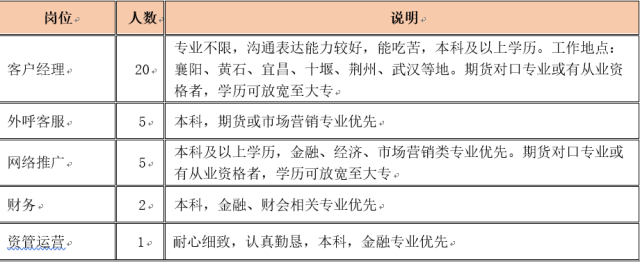 岗位 人数 说明
专业不限，沟通表达能力较好，能吃苦，本科及以上学历。工作地点：
客户经理 20 襄阳、黄石、宜昌、十堰、荆州、武汉等地。期货对口专业或有从业资
格者，学历可放宽至大专
外呼客服 5 本科，期货或市场营销专业优先
本科及以上学历，金融、经济、市场营销类专业优先。期货对口专业或
网络推广 5
有从业资格者，学历可放宽至大专
财务 2 本科，金融、财会相关专业优先
资管运营 1 耐心细致，认真勤恳，本科，金融专业优先